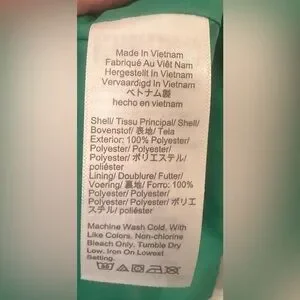 Made In Vietnam
Fabriqué Au Viêt Nam
Hergestellt In Vietnam
Vervaardigd In Vietnam
ベトナム製
hecho en vietnam
Shell/ Tissu Principal/ Shell/
Bovenstof/ 表地/ Tela
Exterior: 100% Polyester/
Polyester/ Polyester/
Polyester/ ポリエステル/
poliéster
Lining/ Doublure/ Futter/
Voering/ 裏地/ Forro: 100%
Polyester/ Polyester/
Polyester/ Polyester/ ポリエ
ステル/ poliéster
Machine Wash Cold. With
Like Colors. Non-chlorine
Bleach Only. Tumble Dry
Low. Iron On Lowest
Setting.